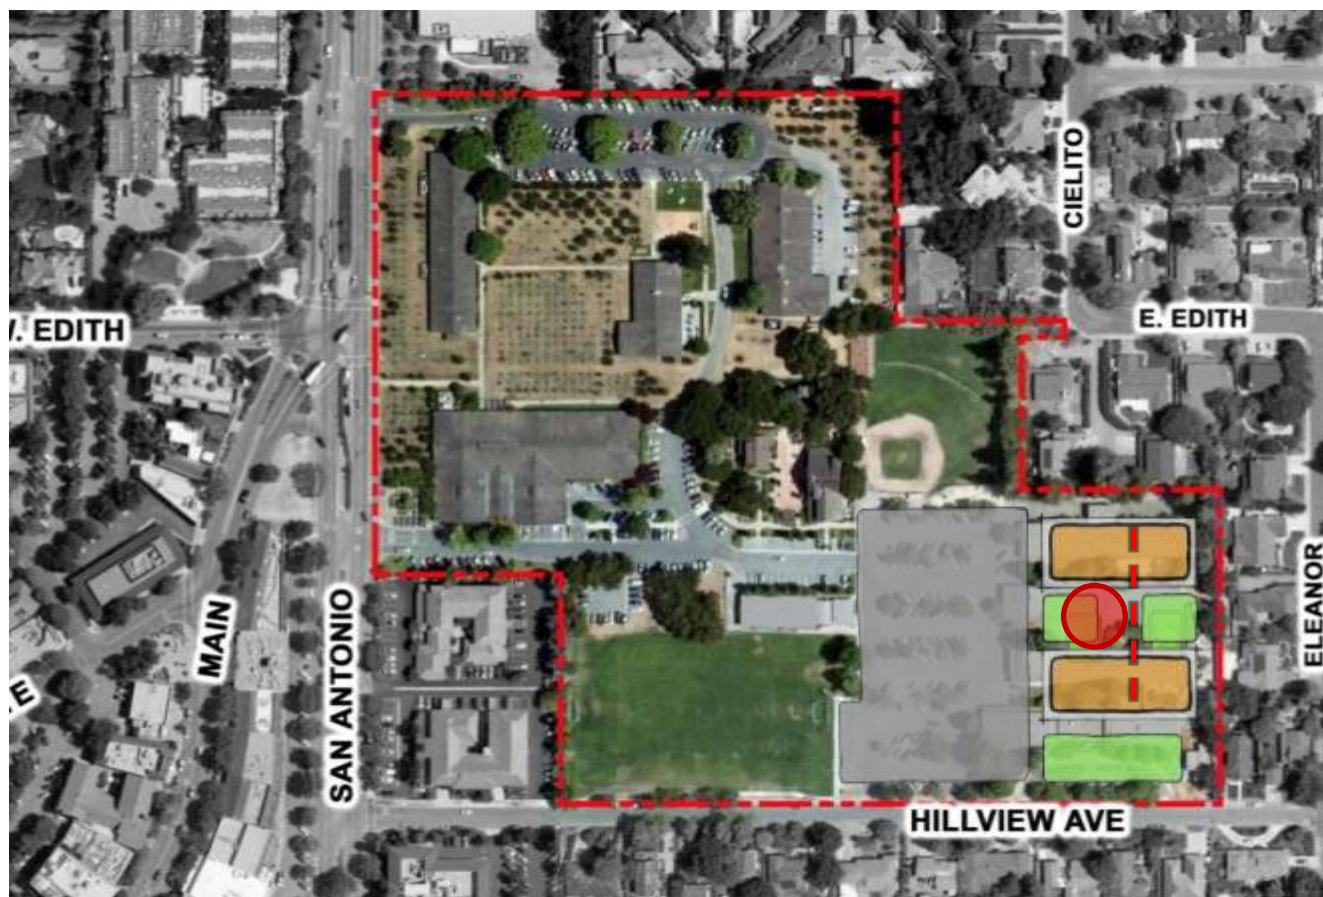 CIELITO
E. EDITH
. EDITH
ELEANOR
MAIN
SAN ANTONIO
E
HILLVIEW AVE